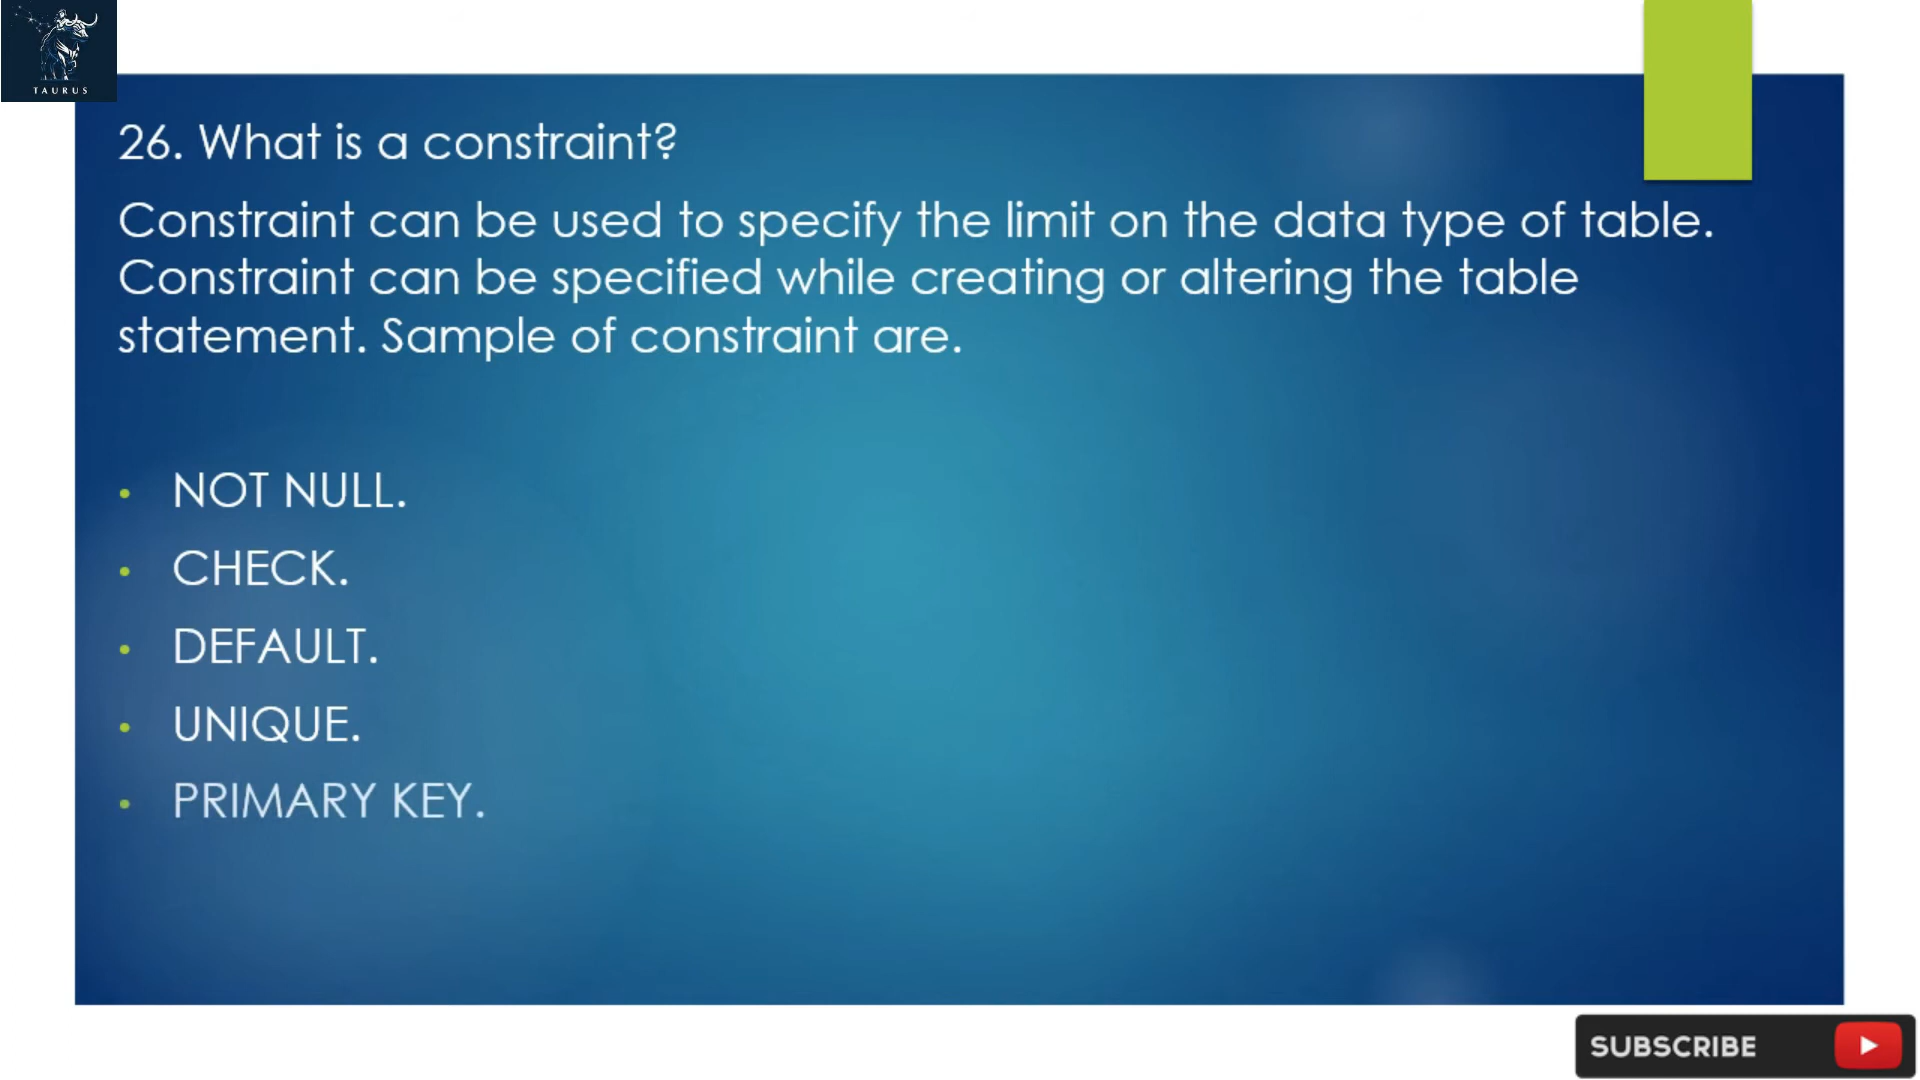 TAURUS
26. What is a constraint?
Constraint can be used to specify the limit on the data type of table.
Constraint can be specified while creating or altering the table
statement. Sample of constraint are.
• NOT NULL.
• CHECK.
• DEFAULT.
• UNIQUE.
• PRIMARY KEY.
SUBSCRIBE